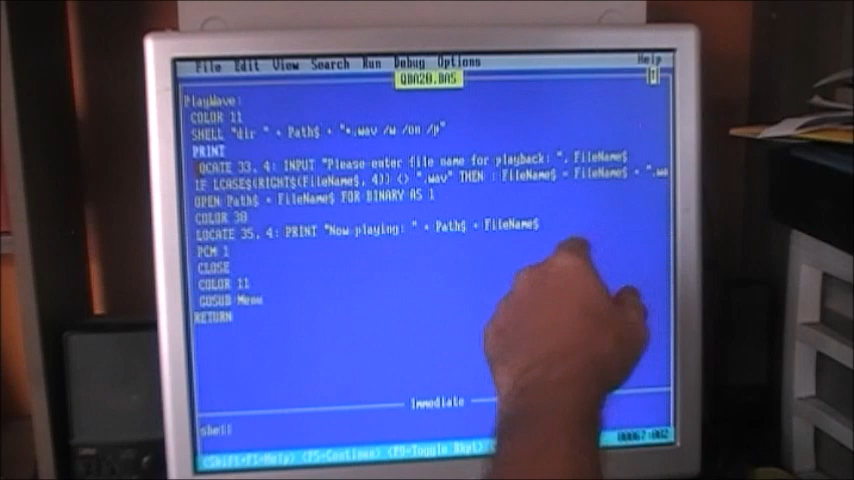 File Edit View Search Run Debug Options Help
QBA20.BAS
PlayWave:
COLOR 11
SHELL "dir " + Path$ + "*.wav /w /on /p"
PRINT
LOCATE 33, 4: INPUT "Please enter file name for playback: ", FileName$
IF LCASE$(RIGHT$(FileName$, 4)) <> ".wav" THEN : FileName$ = FileName$ + ".wa
OPEN Path$ + FileName$ FOR BINARY AS 1
COLOR 30
LOCATE 35, 4: PRINT "Now playing: " + Path$ + FileName$
PCM 1
CLOSE
COLOR 11
GOSUB Menu
RETURN
Immediate
shell
<Shift+F1=Help> <F5=Continue> <F9=Toggle Bkpt> 00067:002